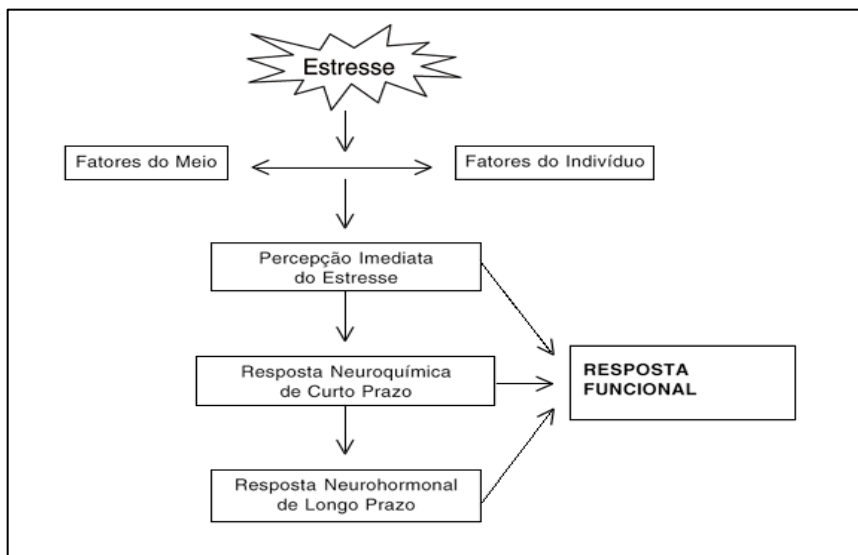 Estresse
Fatores do Meio
Fatores do Indivíduo
Percepção Imediata
do Estresse
Resposta Neuroquímica
de Curto Prazo
RESPOSTA
FUNCIONAL
Resposta Neurohormonal
de Longo Prazo